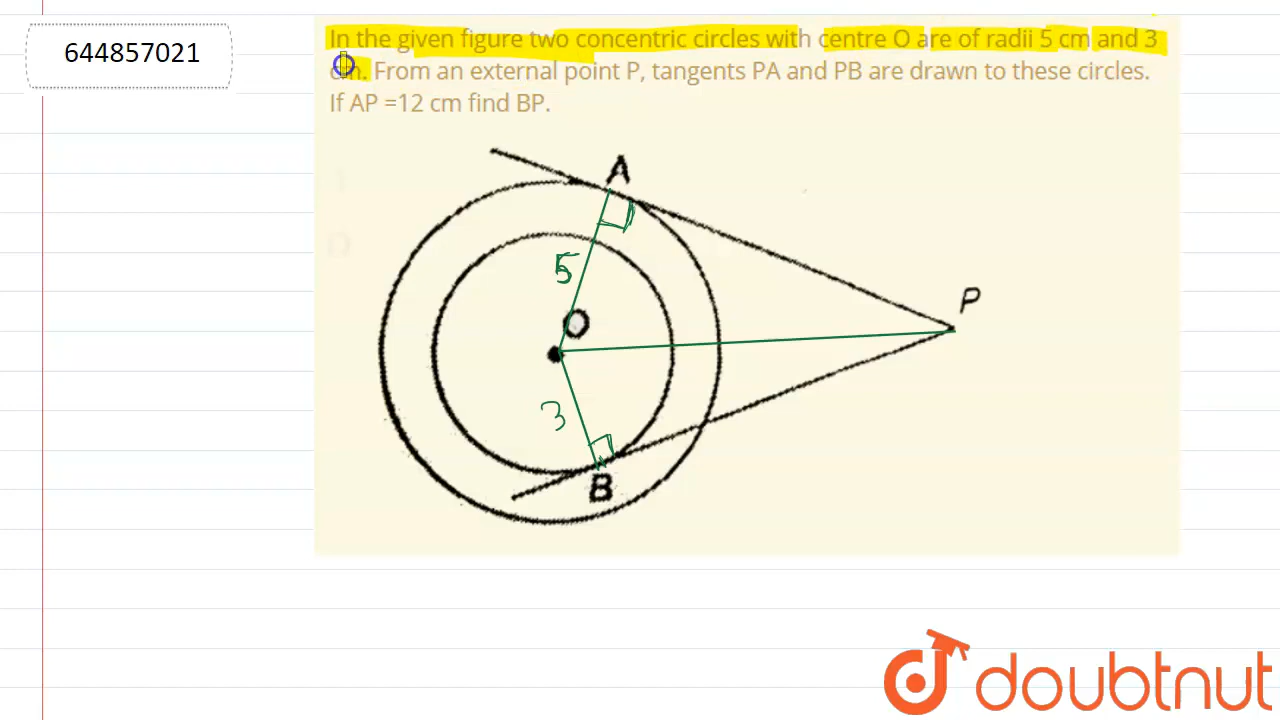 644857021
In the given figure two concentric circles with centre O are of radii 5 cm and 3
cm. From an external point P, tangents PA and PB are drawn to these circles.
If AP =12 cm find BP.
A
5
O
P
3
B
doubtnut